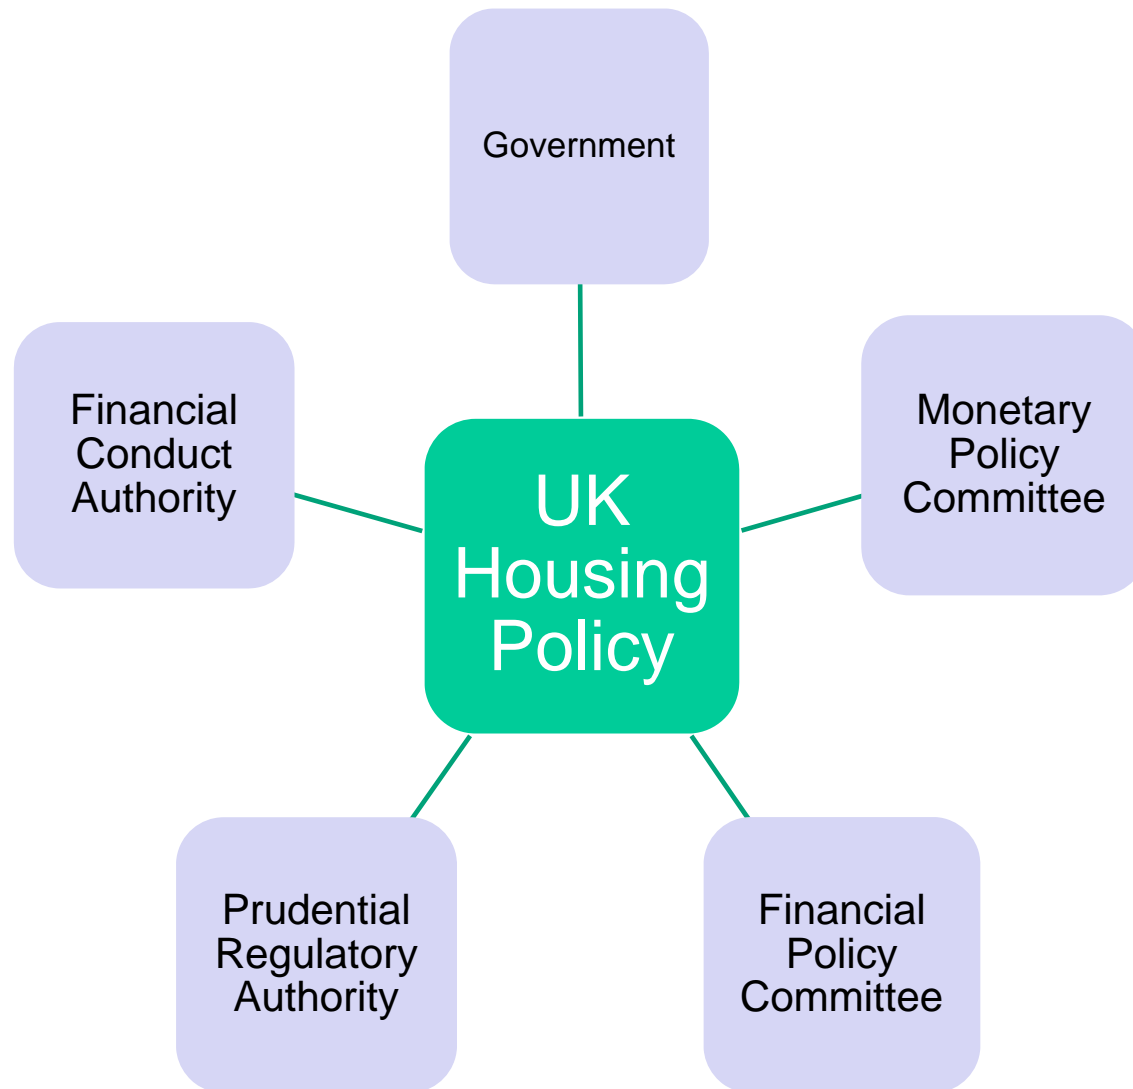 Government
Financial
Conduct
Authority
Monetary
Policy
Committee
UK
Housing
Policy
Prudential
Regulatory
Authority
Financial
Policy
Committee